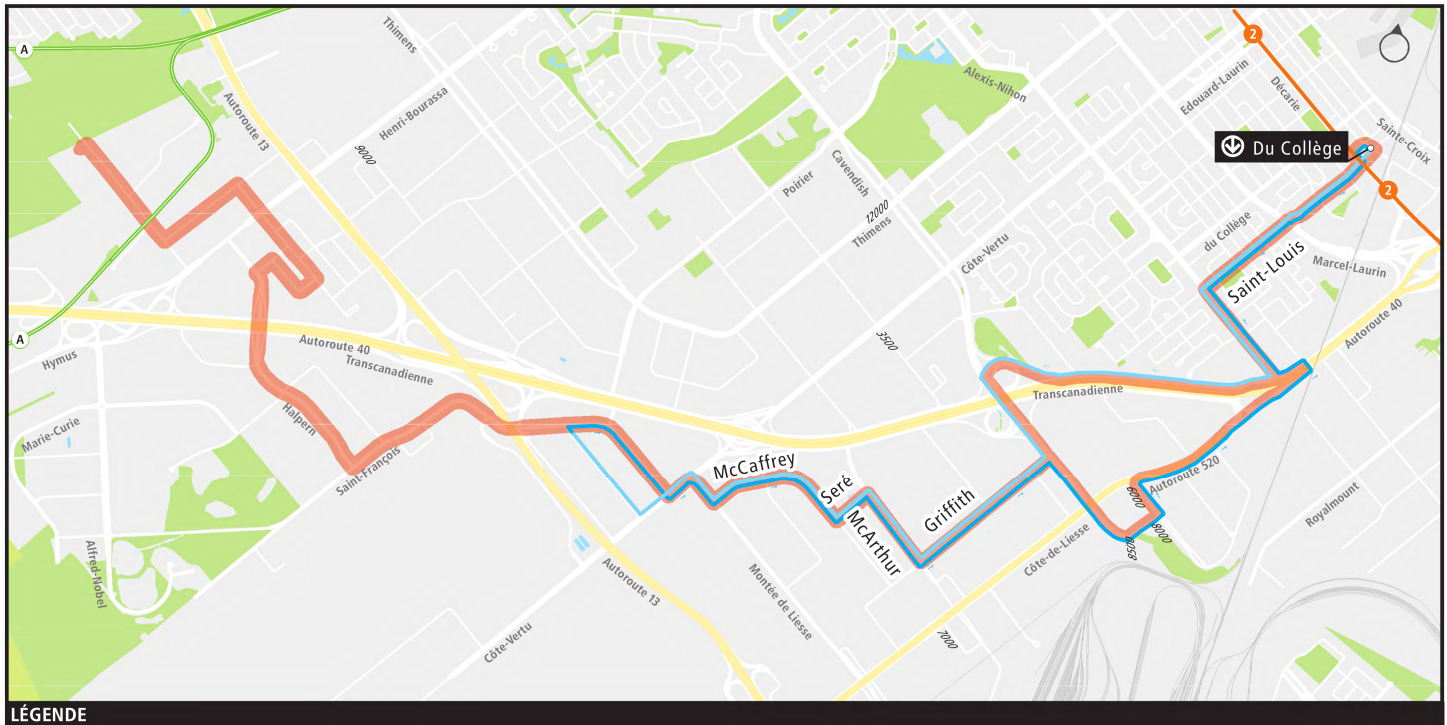 A
Autoroute 13
Thimens
Henri-Bourassa
9000
Alexis-Nihon
Cavendish
Poirier
12000
Thimens
Côte-Vertu
3500
2
Edouard-Laurin
Décarie
Sainte-Croix
Du Collège
2
du Collège
Saint-Louis
Marcel-Laurin
Autoroute 40
A
Hymus
Autoroute 40
Transcanadienne
Transcanadienne
Marie-Curie
Halpern
Saint-François
McCaffrey
Seré
McArthur
Griffith
Autoroute 520
6000
8000
8500
Royalmount
Côte-de-Liesse
Alfred-Nobel
Autoroute 13
Montée de Liesse
7000
Côte-Vertu
LÉGENDE